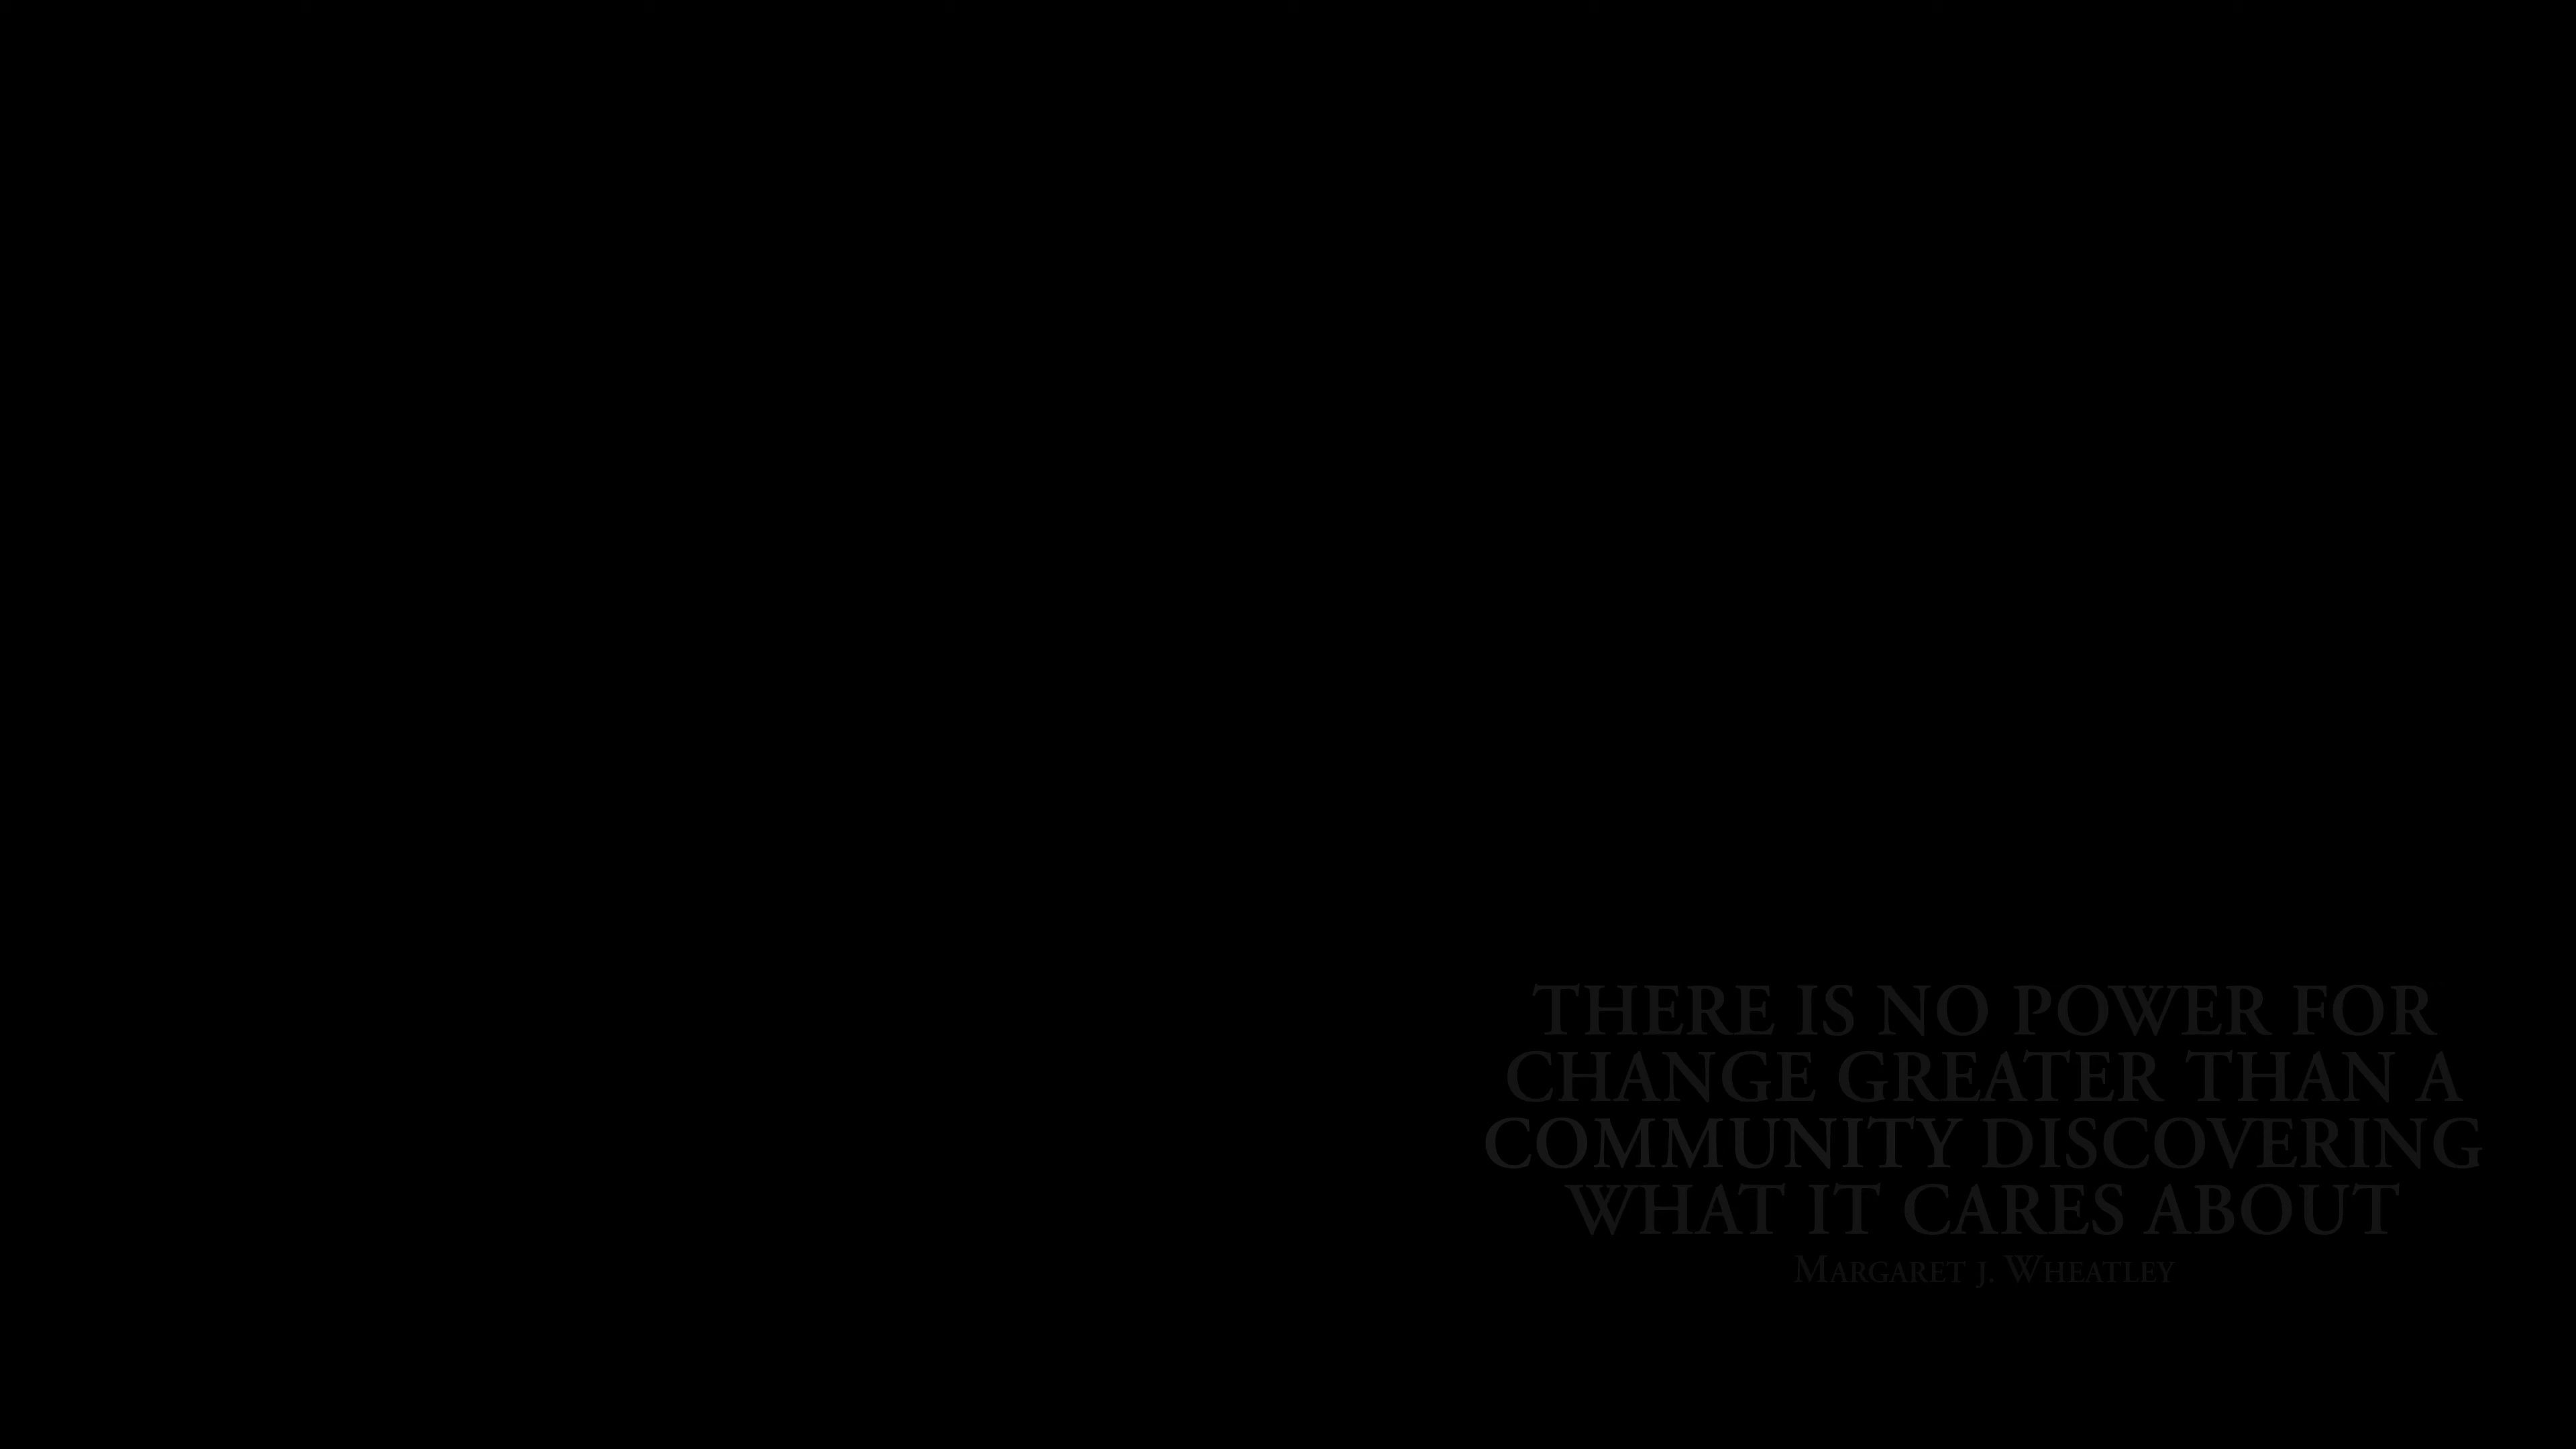 THERE IS NO POWER FOR
CHANGE GREATER THAN A
COMMUNITY DISCOVERING
WHAT IT CARES ABOUT
Margaret J. Wheatley